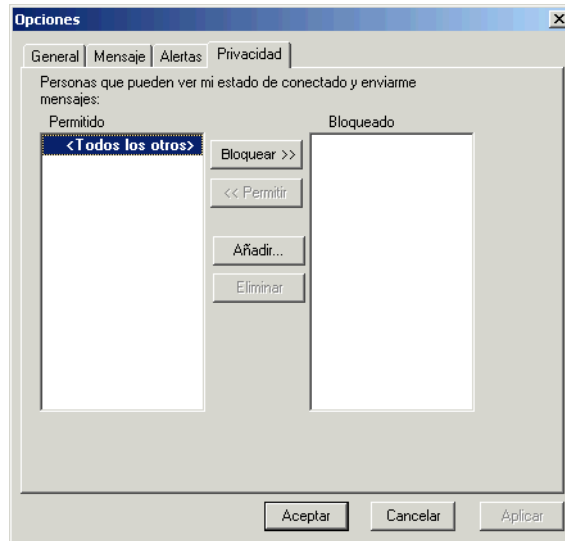 Opciones
General Mensaje Alertas Privacidad
Personas que pueden ver mi estado de conectado y enviarme
mensajes:
Permitido Bloqueado
<Todos los otros>
Bloquear >>
<< Permitir
Añadir...
Eliminar
Aceptar Cancelar Aplicar